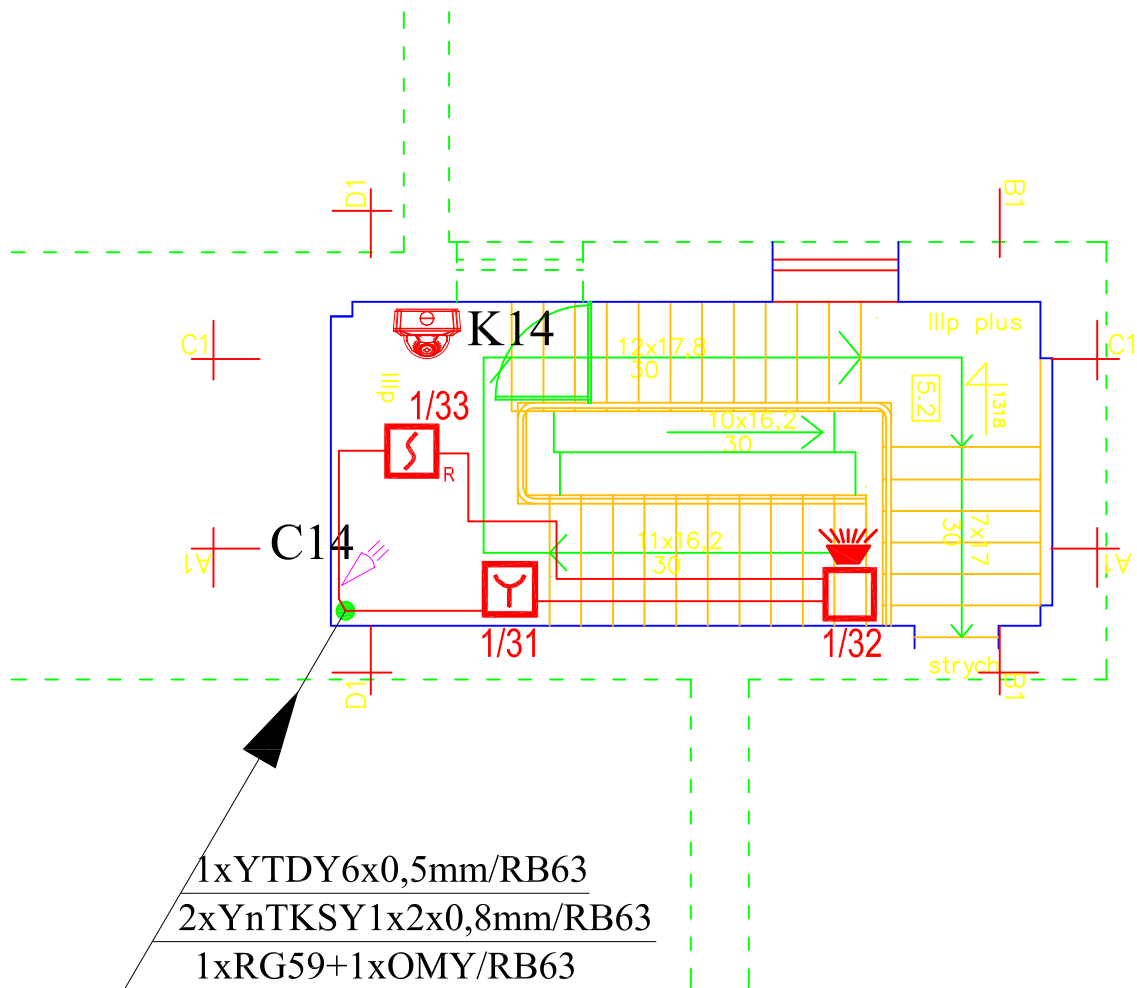 D1
B1
C1
K14
IIIp plus
C1
12x17,8
30
IIIp
1/33
5.2
1318
10x16,2
30
R
C14
A1
11x16,2
30
7x17
30
A1
1/31
1/32
strych
D1
B1
1xYTDY6x0,5mm/RB63
2xYnTKSY1x2x0,8mm/RB63
1xRG59+1xOMY/RB63